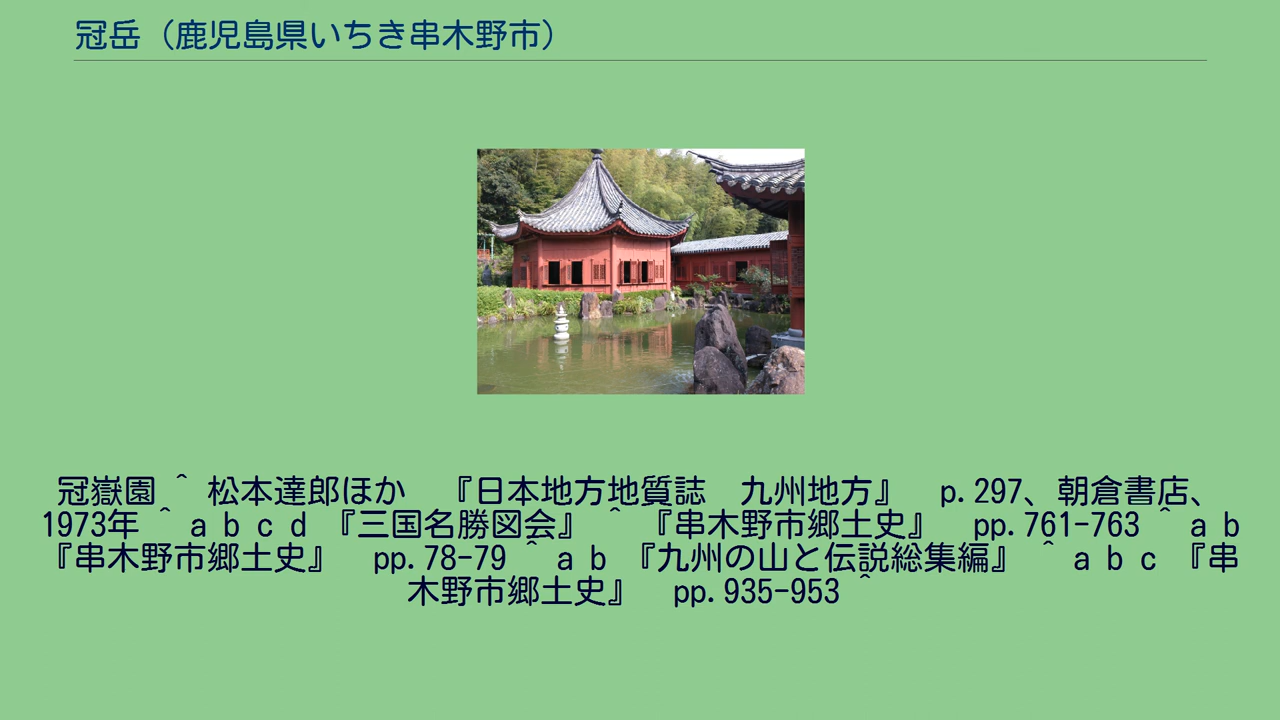 冠岳（鹿児島県いちき串木野市）
冠嶽園 ^ 松本達郎ほか　『日本地方地質誌　九州地方』　p.297、朝倉書店、
1973年 ^ a b c d 『三国名勝図会』 ^ 『串木野市郷土史』　pp.761-763 ^ a b
『串木野市郷土史』　pp.78-79 ^ a b 『九州の山と伝説総集編』 ^ a b c 『串
木野市郷土史』　pp.935-953 ^